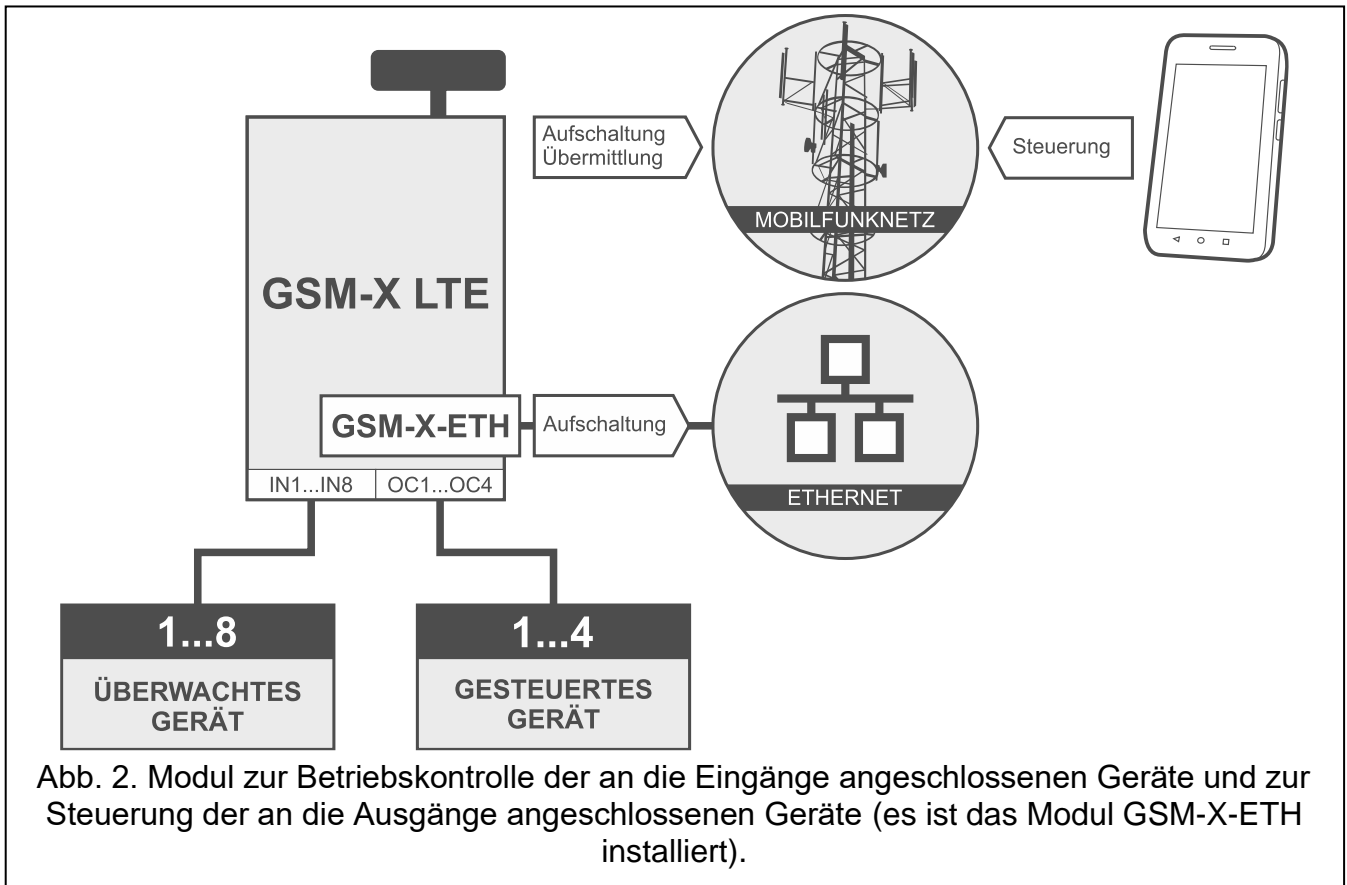 Aufschaltung
Übermittlung
Steuerung
MOBILFUNKNETZ
GSM-X LTE
GSM-X-ETH
Aufschaltung
IN1...IN8
OC1...OC4
ETHERNET
1...8
ÜBERWACHTES
GERÄT
1...4
GESTEUERTES
GERÄT
Abb. 2. Modul zur Betriebskontrolle der an die Eingänge angeschlossenen Geräte und zur
Steuerung der an die Ausgänge angeschlossenen Geräte (es ist das Modul GSM-X-ETH
installiert).